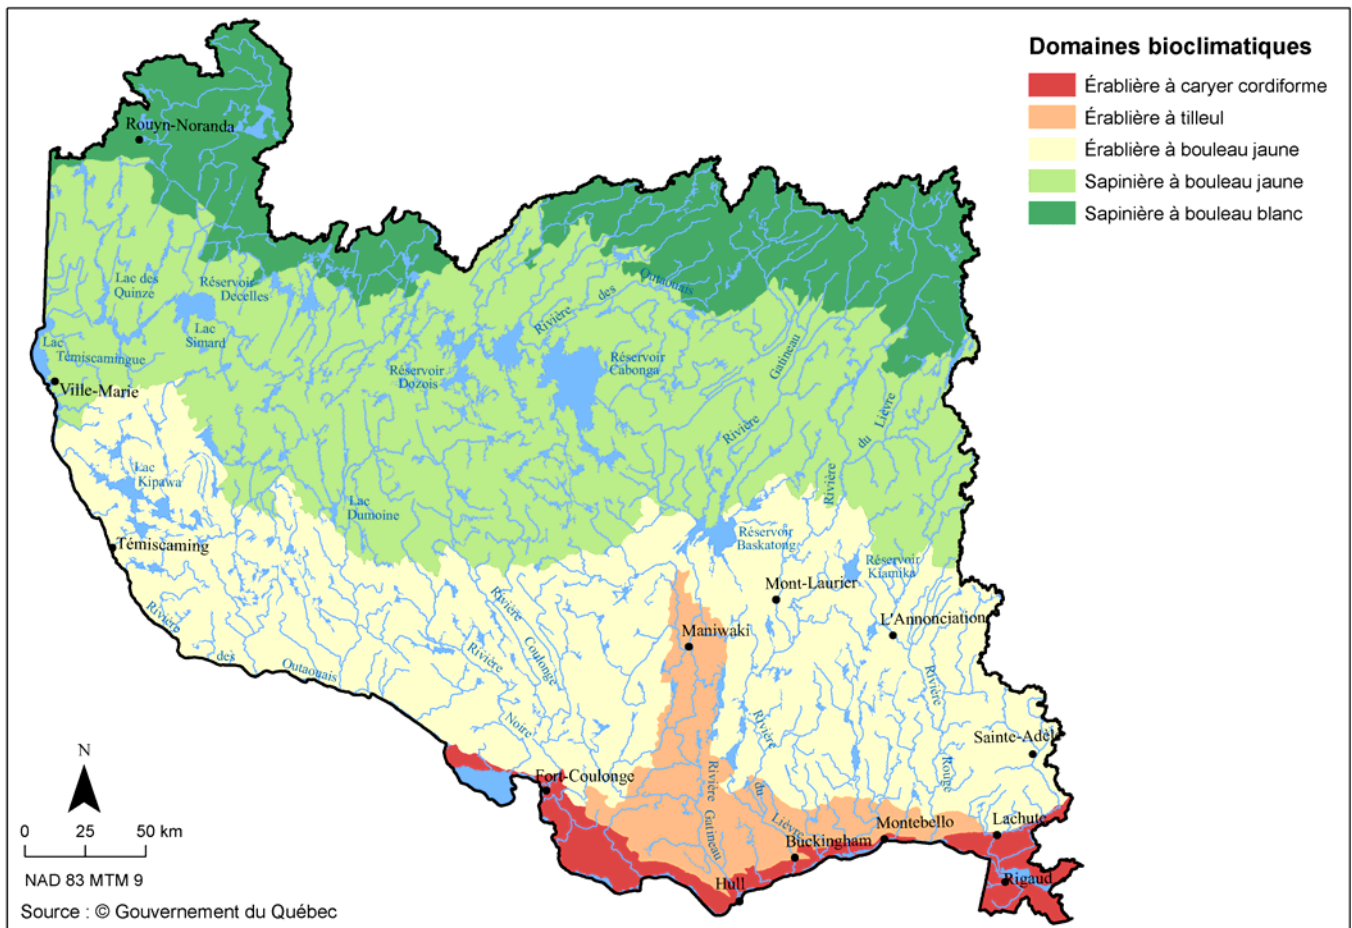 Domaines bioclimatiques
Érablière à caryer cordiforme
Érablière à tilleul
Érablière à bouleau jaune
Sapinière à bouleau jaune
Sapinière à bouleau blanc
Rouyn-Noranda
Lac des
Quinze
Réservoir
Decelles
Lac
Simard
Lac
Témiscamingue
Ville-Marie
Rivière des Outaouais
Réservoir
Dozois
Réservoir
Cabonga
Rivière Gatineau
Rivière du Lièvre
Lac
Kipawa
Lac
Dumoine
Témiscaming
Réservoir
Baskatong
Réservoir
Kiamika
Mont-Laurier
L'Annonciation
Maniwaki
Rivière des Outaouais
Rivière Coulonge
Rivière Noire
Rivière du Lièvre
Rivière Rouge
Sainte-Adèl
Fort-Coulonge
Rivière Gatineau
Montebello
Lachute
Buckingham
Hull
Rigaud
N
0 25 50 km
NAD 83 MTM 9
Source : © Gouvernement du Québec